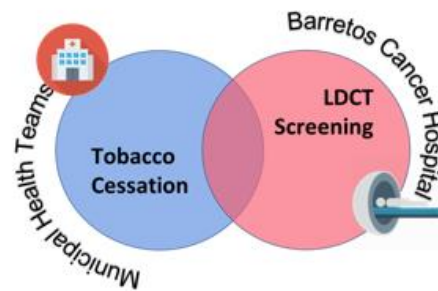 Municipal Health Teams
Tobacco
Cessation
LDCT
Screening
Barretos Cancer Hospital